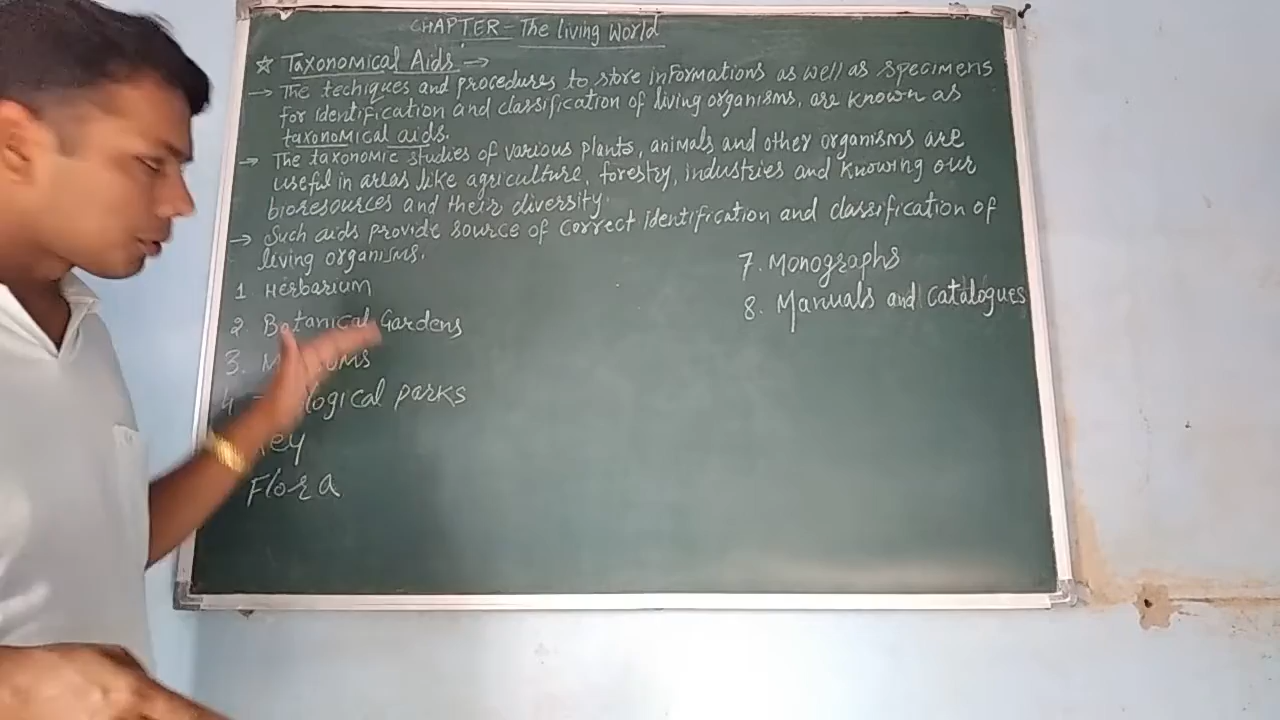 CHAPTER - The living World
☆ Taxonomical Aids →
→ The techiques and procedures to store informations as well as specimens
for identification and classification of living organisms, are known as
taxonomical aids.
→ The taxonomic studies of various plants, animals and other organisms are
useful in areas like agriculture, forestry, industries and knowing our
bioresources and their diversity.
→ Such aids provide source of correct identification and classification of
living organisms.
1 Herbarium
2. Botanical Gardens
3.
4 logical parks
ey
Flora
7. Monographs
8. Manuals and Catalogues